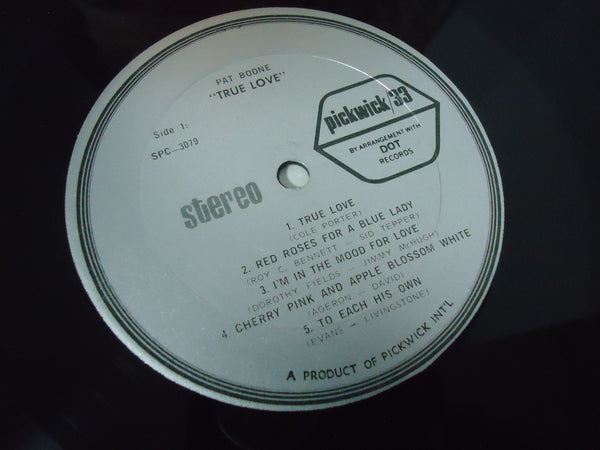 PAT BOONE
"TRUE LOVE"
Side 1:
SPC-3079
pickwick/33
BY ARRANGEMENT WITH
DOT
RECORDS
stereo
1. TRUE LOVE
(COLE PORTER)
2. RED ROSES FOR A BLUE LADY
(ROY C. BENNETT - SID TEPPER)
3. I'M IN THE MOOD FOR LOVE
(DOROTHY FIELDS - JIMMY McHUGH)
4. CHERRY PINK AND APPLE BLOSSOM WHITE
(AGERON - DAVID)
5. TO EACH HIS OWN
(EVANS - LIVINGSTONE)
A PRODUCT OF PICKWICK INT'L